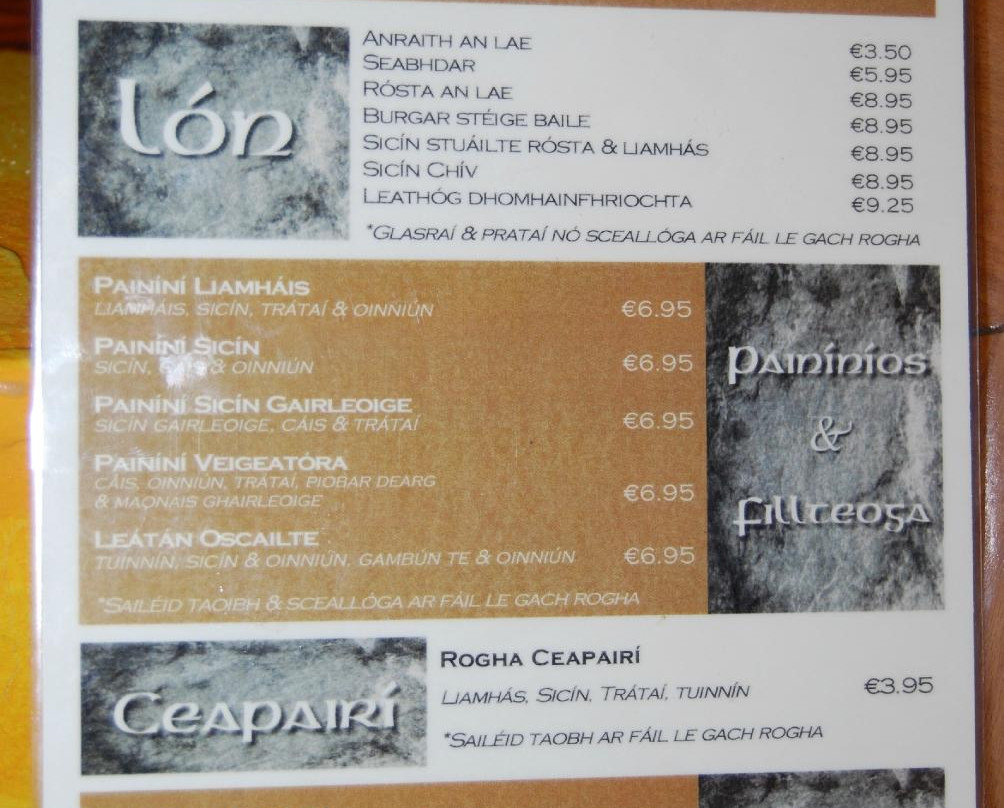 Lón
Anraith an lae €3.50
Seabhdar €5.95
Rósta an lae €8.95
Burgar stéige baile €8.95
Sicín stuáilte rósta & liamhás €8.95
Sicín Chív €8.95
Leathóg dhomhainfhriochta €9.25
*Glasraí & prataí nó sceallóga ar fáil le gach rogha
Painíní Liamháis
Liamháis, sicín, trátaí & oinniún €6.95
Painíní Sicín
Sicín, & oinniún €6.95
Painíní Sicín Gairleoige
Sicín gairleoige, cáis & trátaí €6.95
Painíní Veigeatóra
Cáis, oinniún, trátaí, piobar dearg
& maonais ghairleoige €6.95
Leátán Oscailte
Tuinnín, sicín & oinniún, gambún te & oinniún €6.95
*Sailéid taoibh & sceallóga ar fáil le gach rogha
Painíníos
&
Fillteoga
Ceapairí
Rogha Ceapairí
Liamhás, Sicín, Trátaí, tuinnín €3.95
*Sailéid taobh ar fáil le gach rogha